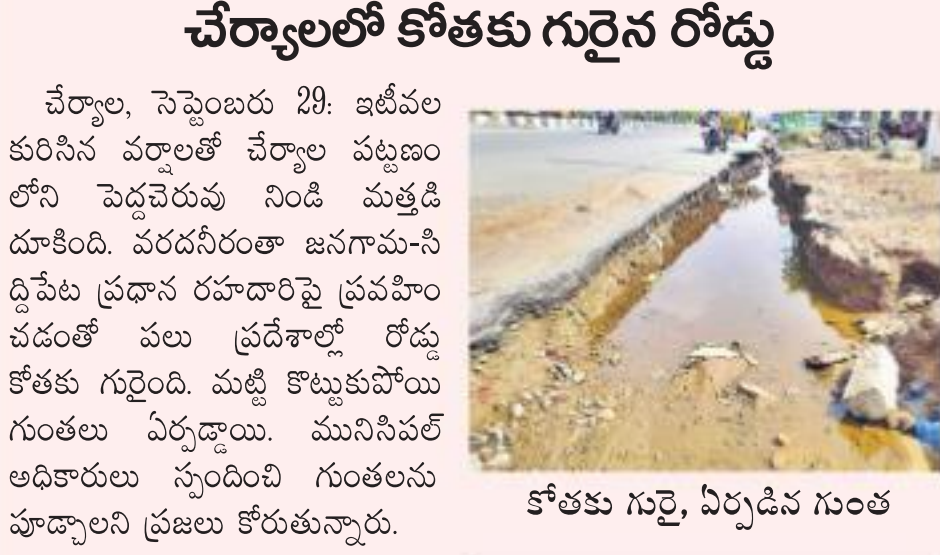 చేర్యాలలో కోతకు గురైన రోడ్డు
చేర్యాల, సెప్టెంబరు 29: ఇటీవల
కురిసిన వర్షాలతో చేర్యాల పట్టణం
లోని పెద్దచెరువు నిండి మత్తడి
దూకింది. వరదనీరంతా జనగామ-సి
ద్దిపేట ప్రధాన రహదారిపై ప్రవహిం
చడంతో పలు ప్రదేశాల్లో రోడ్డు
కోతకు గురైంది. మట్టి కొట్టుకుపోయి
గుంతలు ఏర్పడ్డాయి. మునిసిపల్
అధికారులు స్పందించి గుంతలను
పూడ్చాలని ప్రజలు కోరుతున్నారు.
కోతకు గురై, ఏర్పడిన గుంత